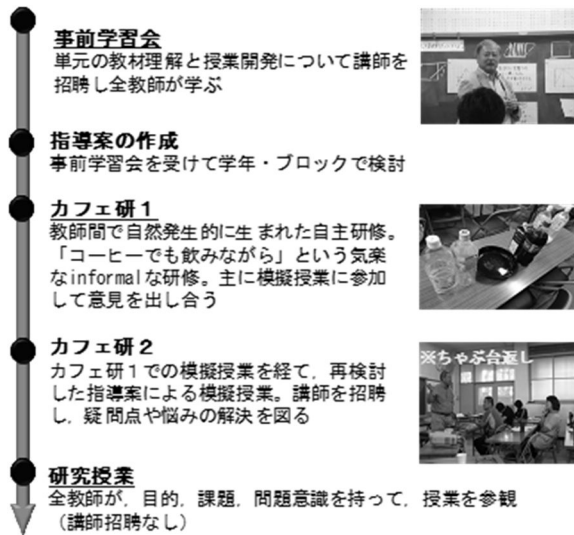 事前学習会
単元の教材理解と授業開発について講師を
招聘し全教師が学ぶ
指導案の作成
事前学習会を受けて学年・ブロックで検討
カフェ研１
教師間で自然発生的に生まれた自主研修。
「コーヒーでも飲みながら」という気楽
なinformalな研修。主に模擬授業に参加
して意見を出し合う
カフェ研２
カフェ研１での模擬授業を経て，再検討
した指導案による模擬授業。講師を招聘
し，疑問点や悩みの解決を図る
※ちゃぶ台返し
研究授業
全教師が，目的，課題，問題意識を持って，授業を参観
（講師招聘なし）